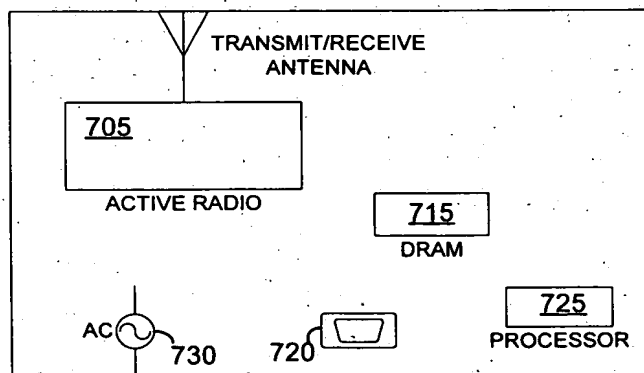 TRANSMIT/RECEIVE
ANTENNA
705
ACTIVE RADIO
715
DRAM
AC
730
720
725
PROCESSOR